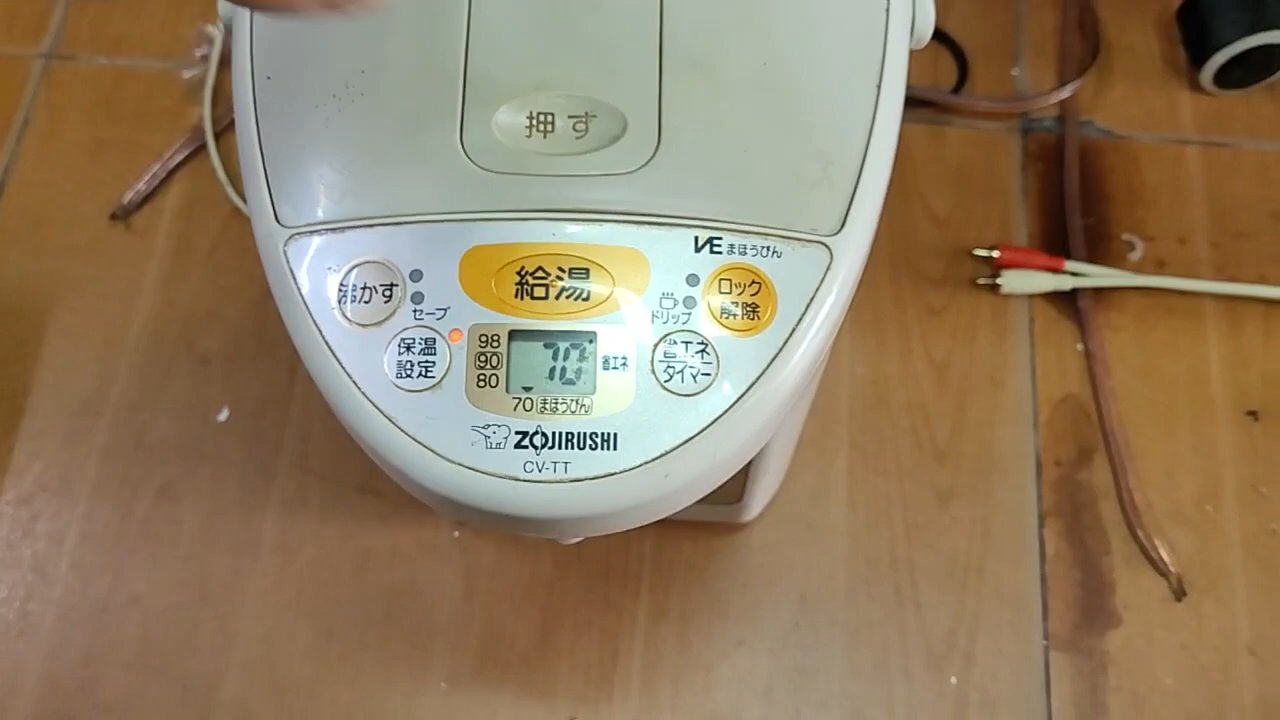 押す
VE まほうびん
沸かす
セーブ
給湯
ドリップ
ロック
解除
保温
設定
98
90
80
70
省エネ
70 まほうびん
省エネ
タイマー
ZOJIRUSHI
CV-TT